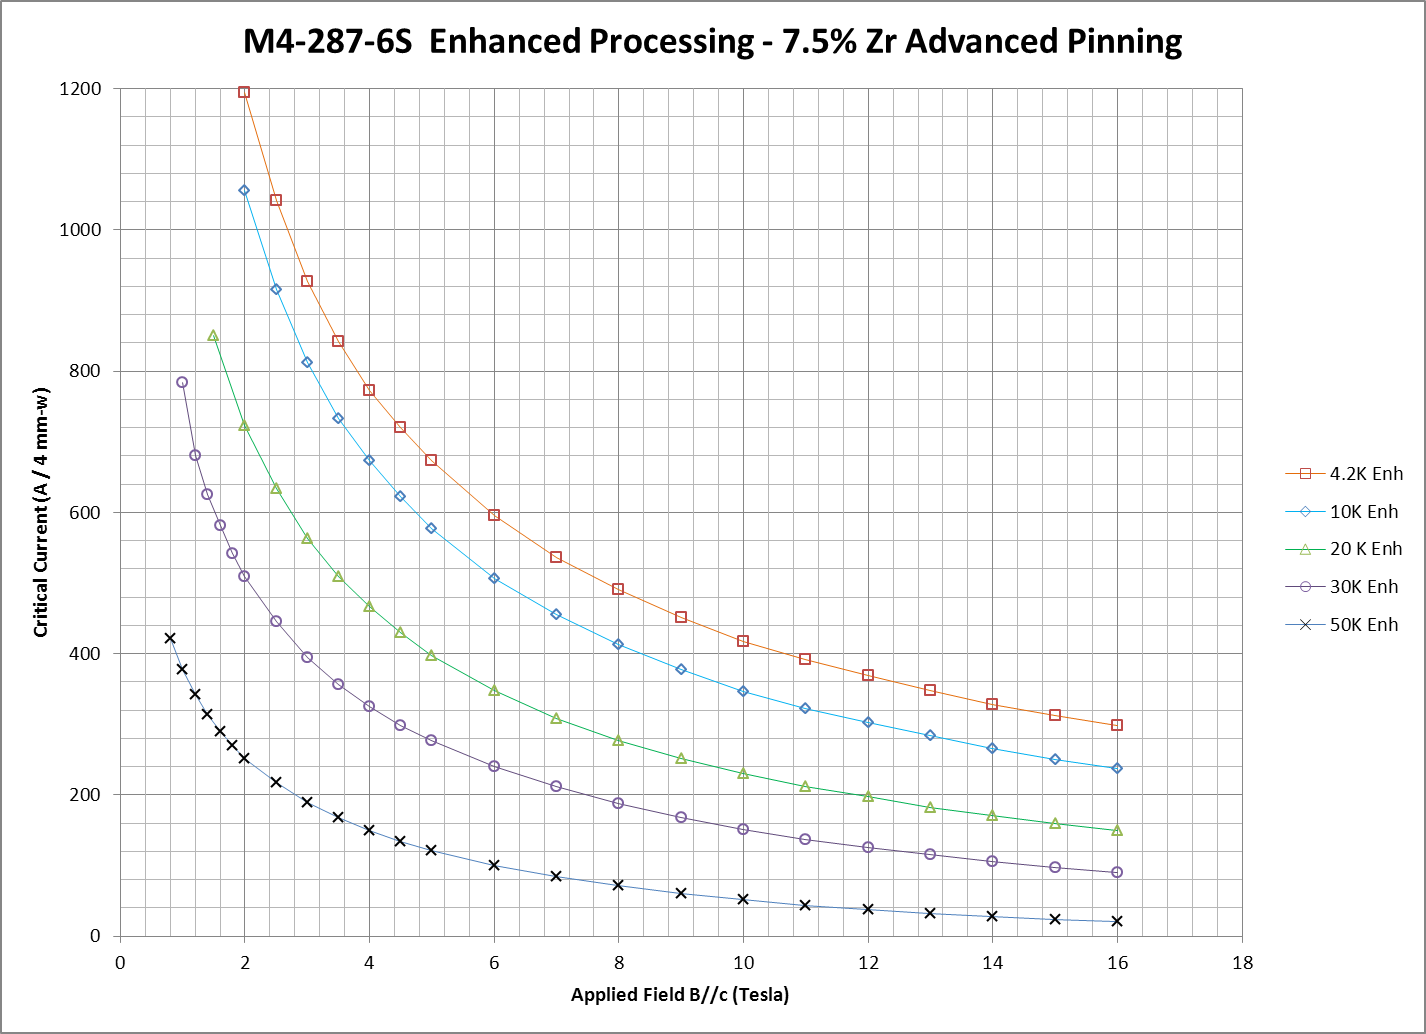 M4-287-6S  Enhanced Processing - 7.5% Zr Advanced Pinning
1200
1000
800
600
400
200
0
Critical Current (A / 4 mm-w)
0 2 4 6 8 10 12 14 16 18
Applied Field B//c (Tesla)
4.2K Enh
10K Enh
20 K Enh
30K Enh
50K Enh